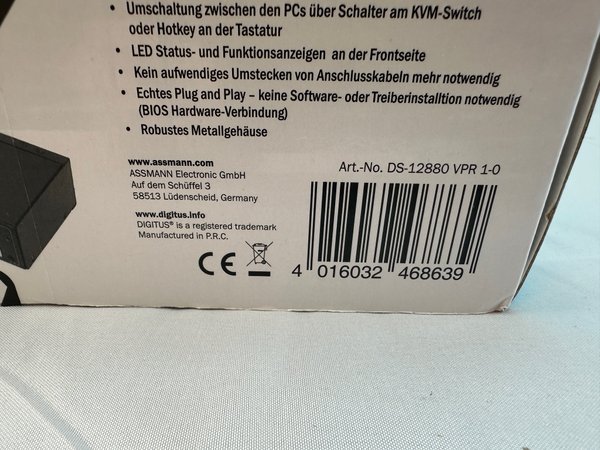 • Umschaltung zwischen den PCs über Schalter am KVM-Switch
oder Hotkey an der Tastatur
• LED Status- und Funktionsanzeigen an der Frontseite
• Kein aufwendiges Umstecken von Anschlusskabeln mehr notwendig
• Echtes Plug and Play – keine Software- oder Treiberinstalltion notwendig
(BIOS Hardware-Verbindung)
• Robustes Metallgehäuse
www.assmann.com
ASSMANN Electronic GmbH
Auf dem Schüffel 3
58513 Lüdenscheid, Germany
www.digitus.info
DIGITUS® is a registered trademark
Manufactured in P.R.C.
CE
Art.-No. DS-12880 VPR 1-0
4 016032 468639